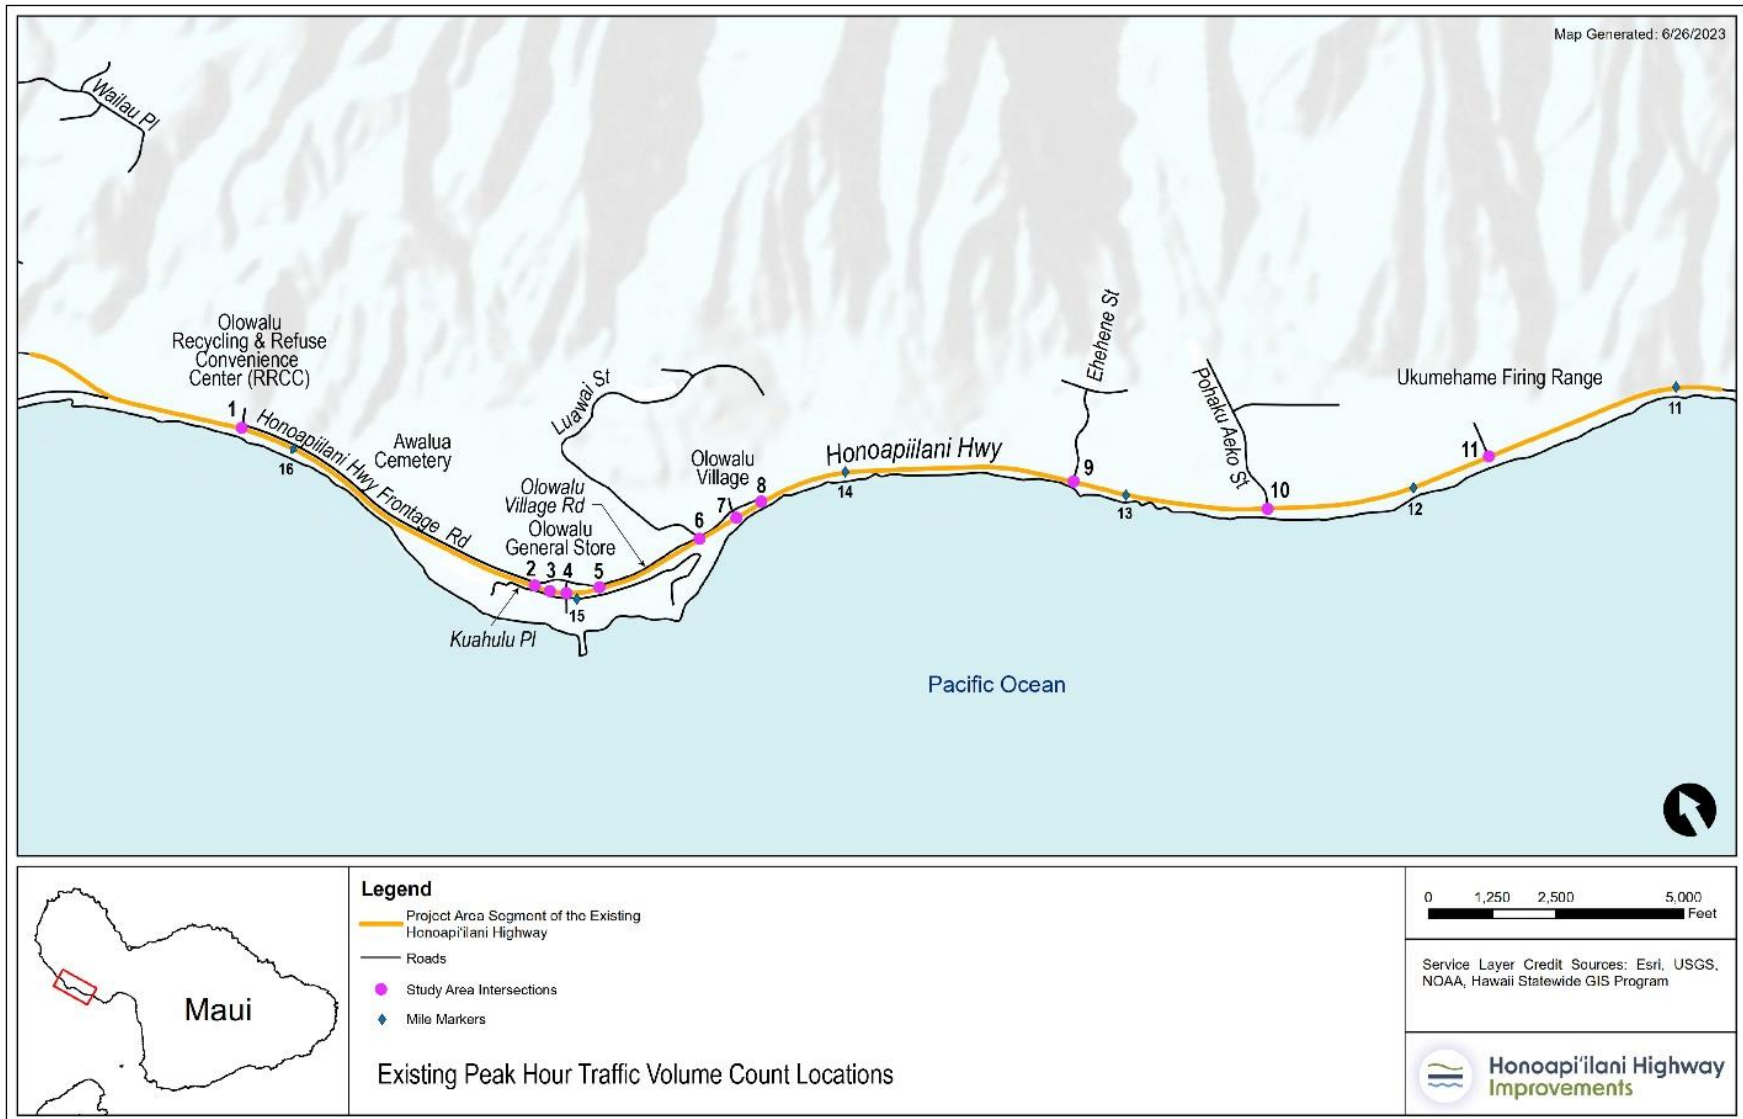 Map Generated: 6/26/2023
Wailau Pl
Olowalu
Recycling & Refuse
Convenience
Center (RRCC)
1
Honoapiilani Hwy Frontage Rd
16
Awalua
Cemetery
Luawai St
Olowalu
Village Rd
Olowalu
General Store
Olowalu
Village
2
3
4
5
6
7
8
15
Kuahulu Pl
Honoapiilani Hwy
14
Ehehene St
9
13
Pohaku Aeko St
10
12
Ukumehame Firing Range
11
11
Pacific Ocean
Maui
Legend
Project Area Segment of the Existing
Honoapi'ilani Highway
Roads
Study Area Intersections
Mile Markers
Existing Peak Hour Traffic Volume Count Locations
0 1,250 2,500 5,000
Feet
Service Layer Credit Sources: Esri, USGS,
NOAA, Hawaii Statewide GIS Program
Honoapi‘ilani Highway
Improvements